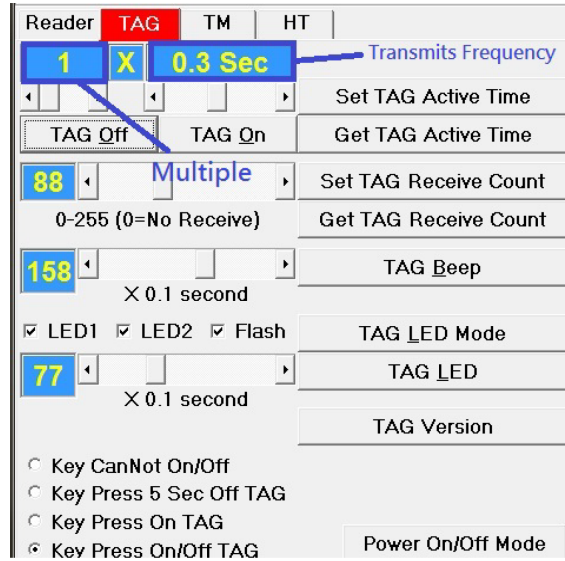 Reader TAG TM HT
1 X 0.3 Sec Transmits Frequency
Set TAG Active Time
TAG Off TAG On Get TAG Active Time
Multiple
88 Set TAG Receive Count
0-255 (0=No Receive) Get TAG Receive Count
158 TAG Beep
X 0.1 second
LED1 LED2 Flash TAG LED Mode
77 TAG LED
X 0.1 second
TAG Version
Key CanNot On/Off
Key Press 5 Sec Off TAG
Key Press On TAG
Key Press On/Off TAG Power On/Off Mode